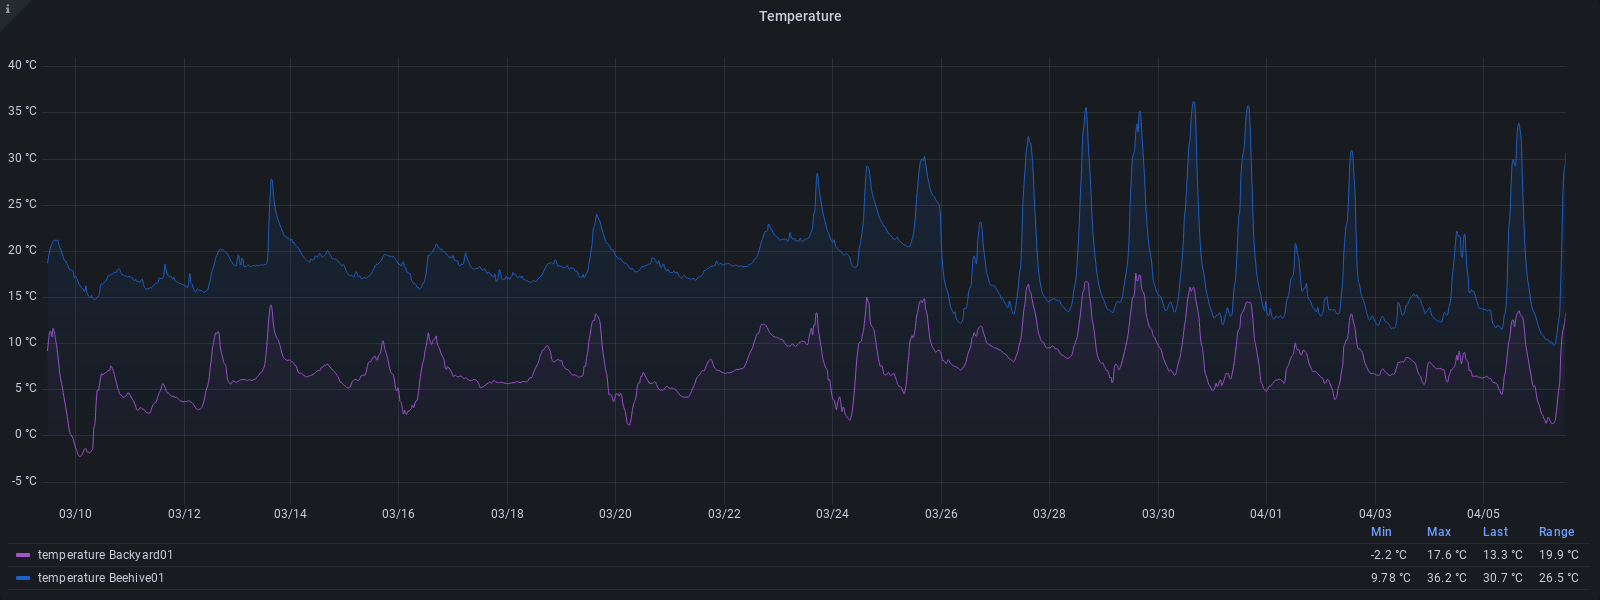 i
Temperature
40 °C
35 °C
30 °C
25 °C
20 °C
15 °C
10 °C
5 °C
0 °C
-5 °C
03/10 03/12 03/14 03/16 03/18 03/20 03/22 03/24 03/26 03/28 03/30 04/01 04/03 04/05
Min Max Last Range
temperature Backyard01 -2.2 °C 17.6 °C 13.3 °C 19.9 °C
temperature Beehive01 9.78 °C 36.2 °C 30.7 °C 26.5 °C